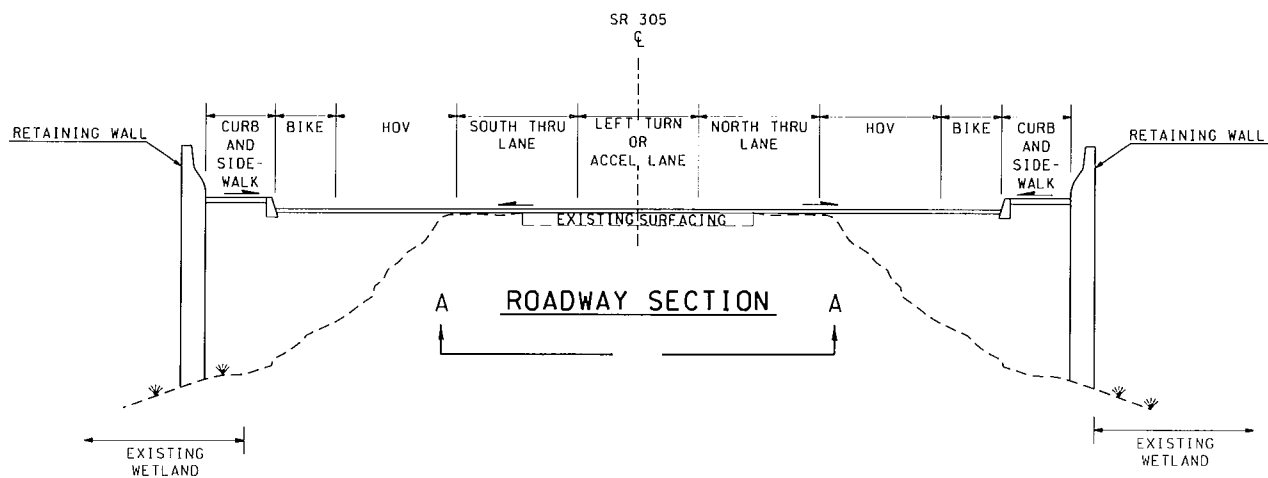 SR 305
℄
RETAINING WALL
CURB
AND
SIDE-
WALK
BIKE
HOV
SOUTH THRU
LANE
LEFT TURN
OR
ACCEL LANE
NORTH THRU
LANE
HOV
BIKE
CURB
AND
SIDE-
WALK
RETAINING WALL
EXISTING SURFACING
A
ROADWAY SECTION
A
EXISTING
WETLAND
EXISTING
WETLAND